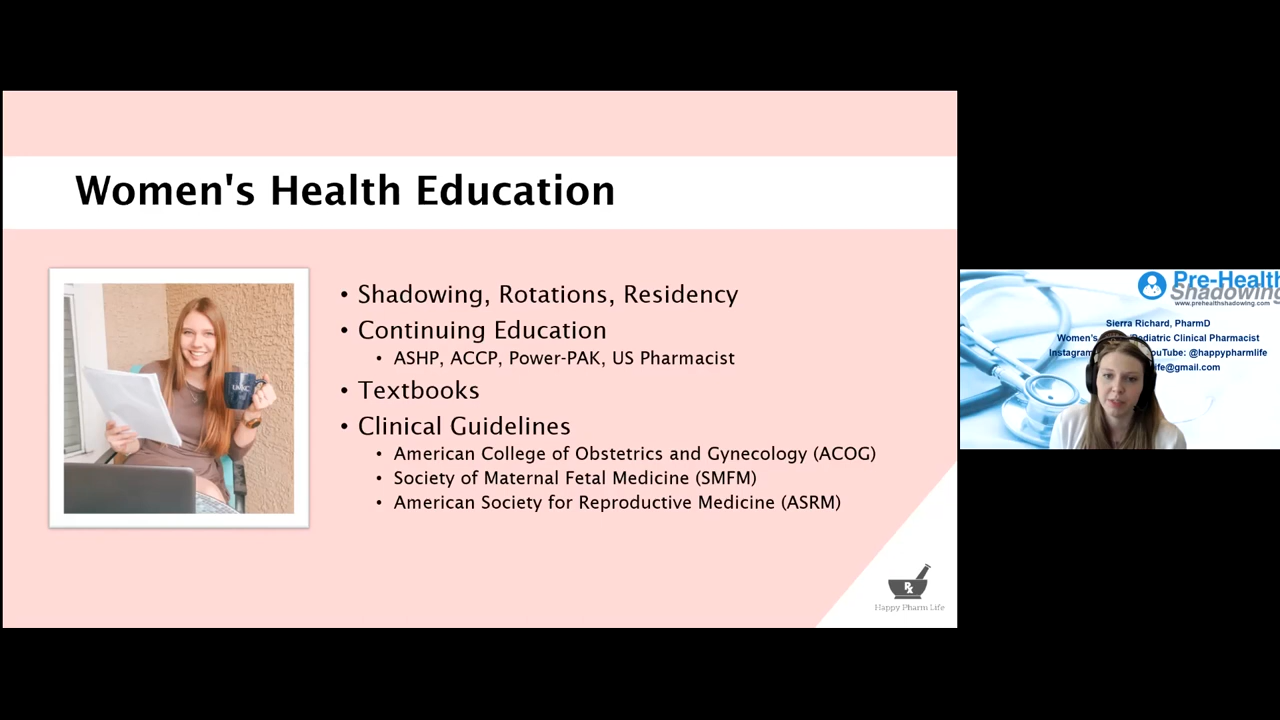 Women's Health Education
• Shadowing, Rotations, Residency
• Continuing Education
• ASHP, ACCP, Power-PAK, US Pharmacist
• Textbooks
• Clinical Guidelines
• American College of Obstetrics and Gynecology (ACOG)
• Society of Maternal Fetal Medicine (SMFM)
• American Society for Reproductive Medicine (ASRM)
UMKC
Rx
Happy Pharm Life
Pre-Health
Shadowing
www.prehealthshadowing.com
Sierra Richard, PharmD
Women's Pediatric Clinical Pharmacist
Instagram YouTube: @happypharmlife
life@gmail.com